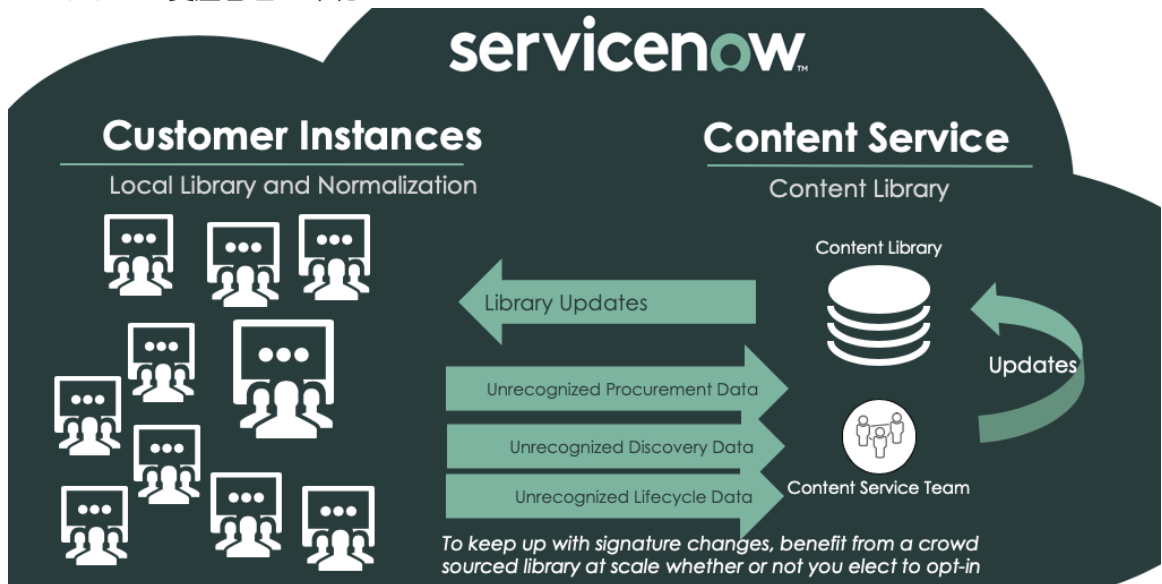 servicenow™
Customer Instances
Local Library and Normalization
Content Service
Content Library
Content Library
Library Updates
Updates
Unrecognized Procurement Data
Unrecognized Discovery Data
Unrecognized Lifecycle Data
Content Service Team
To keep up with signature changes, benefit from a crowd
sourced library at scale whether or not you elect to opt-in